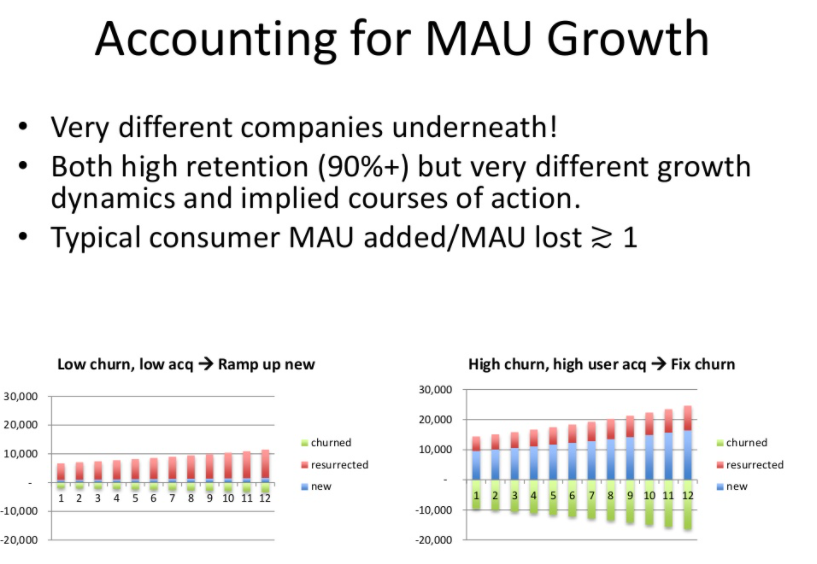 Accounting for MAU Growth
• Very different companies underneath!
• Both high retention (90%+) but very different growth
dynamics and implied courses of action.
• Typical consumer MAU added/MAU lost ≳ 1
Low churn, low acq → Ramp up new
30,000
20,000
10,000
-
-10,000
-20,000
1 2 3 4 5 6 7 8 9 10 11 12
churned
resurrected
new
High churn, high user acq → Fix churn
30,000
20,000
10,000
-
-10,000
-20,000
1 2 3 4 5 6 7 8 9 10 11 12
churned
resurrected
new